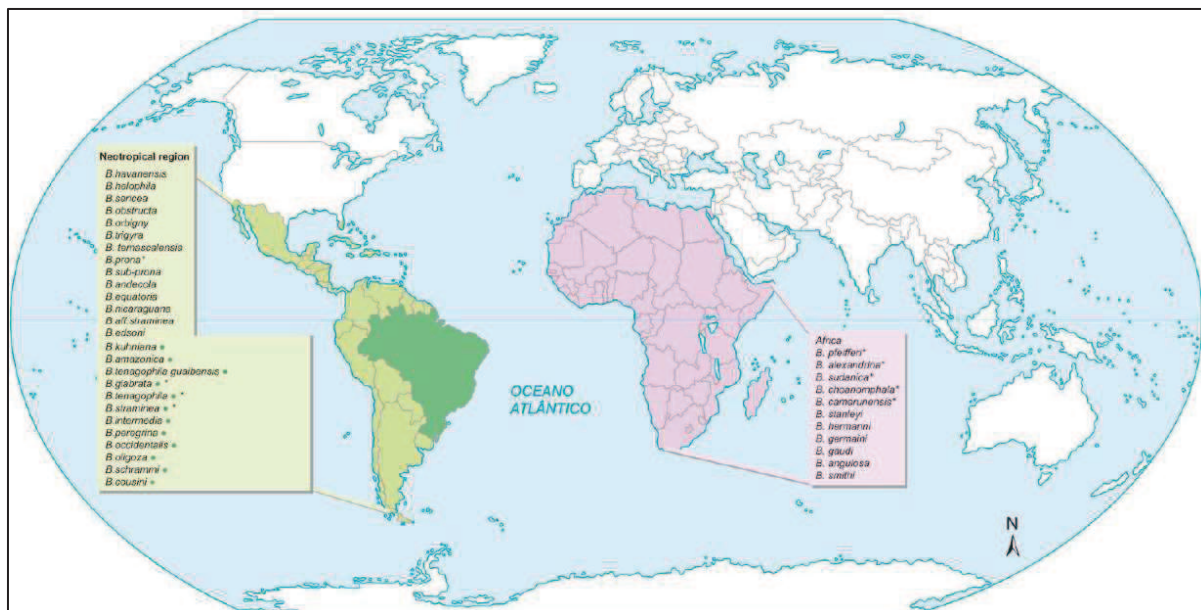 Neotropical region
B.havanensis
B.helophila
B.sericea
B.obstructa
B.orbigny
B.trigyra
B. temascalensis
B.prona*
B.sub-prona
B.andecola
B.equatoris
B.nicaraguana
B.aff.straminea
B.edsoni
B.kuhniana •
B.amazonica •
B.tenagophila guaibensis •
B.glabrata • *
B.tenagophila • *
B.straminea • *
B.intermedia •
B.peregrina •
B.occidentalis •
B.oligoza •
B.schrammi •
B.cousini •
OCEANO
ATLÂNTICO
Africa
B. pfeifferi*
B. alexandrina*
B. sudanica*
B. choanomphala*
B. camerunensis*
B. stanleyi
B. hermanni
B. germaini
B. gaudi
B. angulosa
B. smithi
N